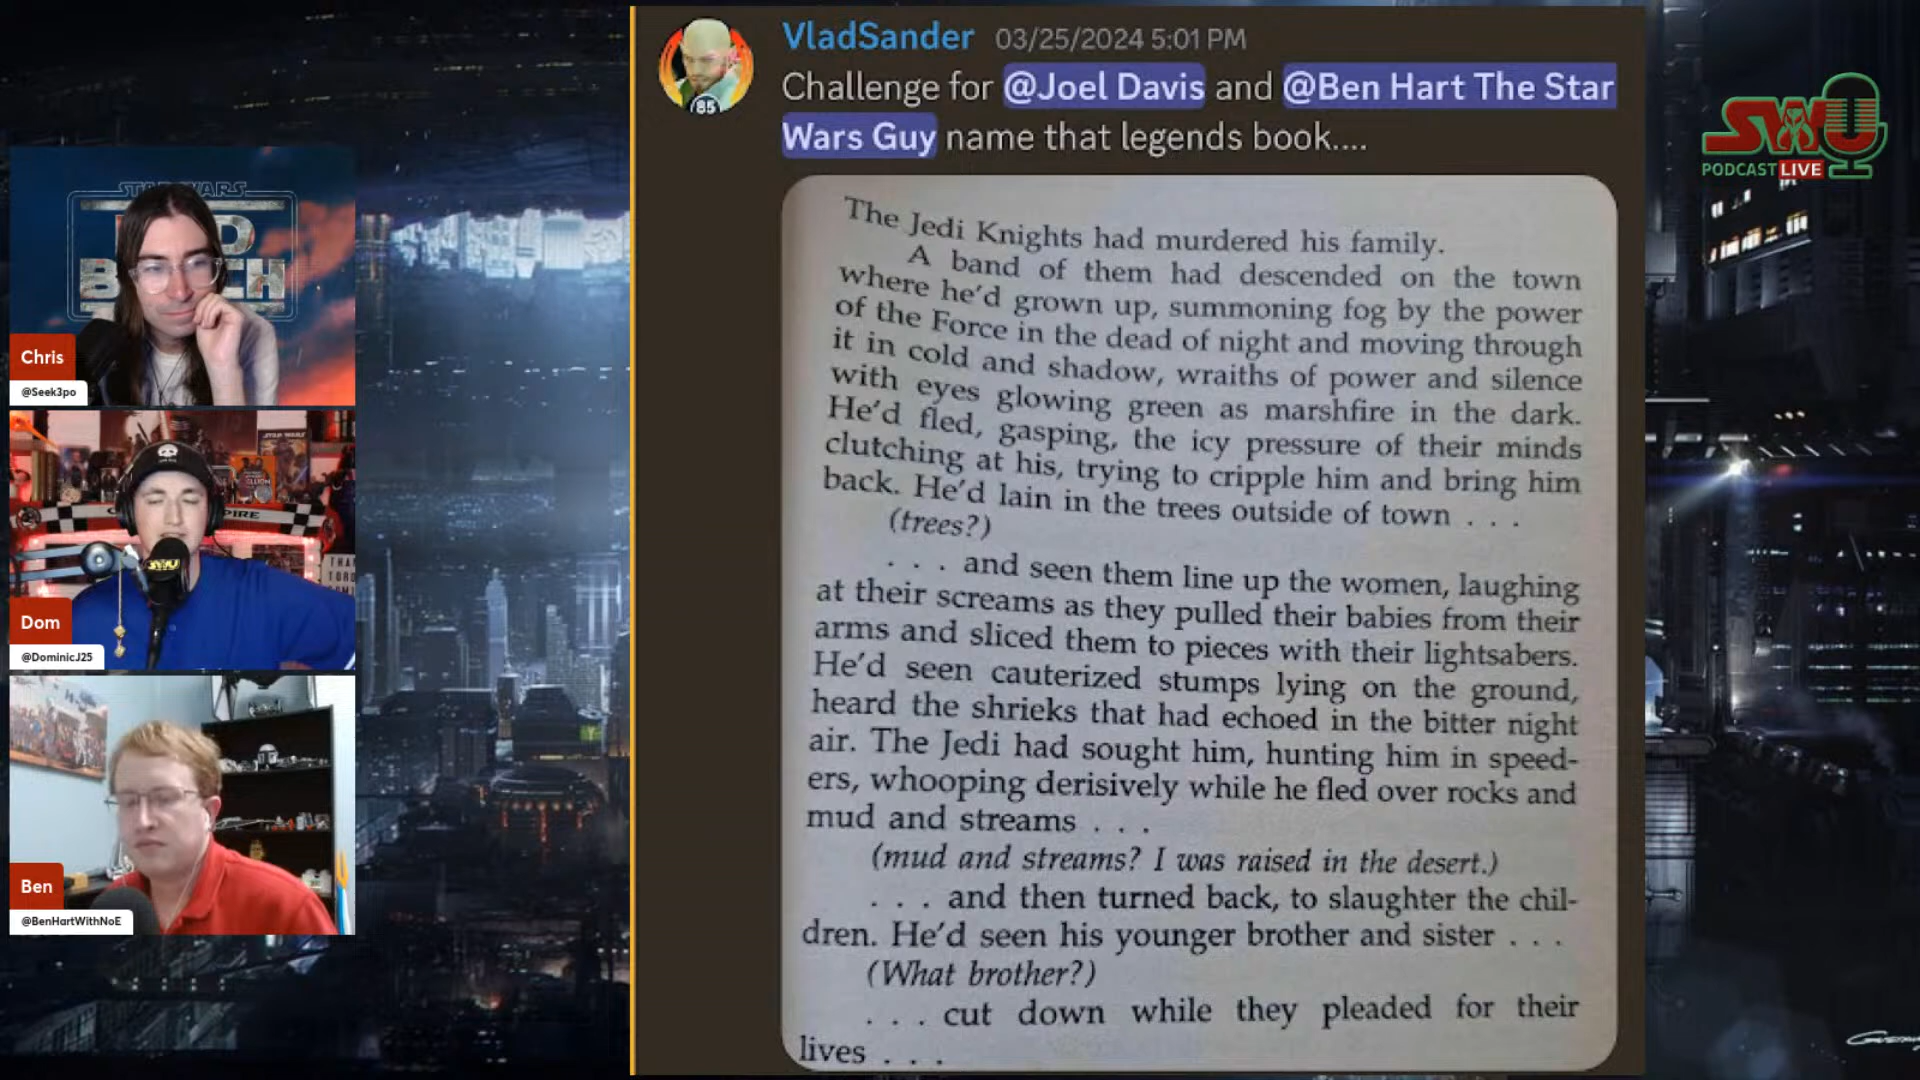 VladSander 03/25/2024 5:01 PM
Challenge for @Joel Davis and @Ben Hart The Star
Wars Guy name that legends book....
85
The Jedi Knights had murdered his family.
A band of them had descended on the town
where he'd grown up, summoning fog by the power
of the Force in the dead of night and moving through
it in cold and shadow, wraiths of power and silence
with eyes glowing green as marshfire in the dark.
He'd fled, gasping, the icy pressure of their minds
clutching at his, trying to cripple him and bring him
back. He'd lain in the trees outside of town . . .
(trees?)
. . . and seen them line up the women, laughing
at their screams as they pulled their babies from their
arms and sliced them to pieces with their lightsabers.
He'd seen cauterized stumps lying on the ground,
heard the shrieks that had echoed in the bitter night
air. The Jedi had sought him, hunting him in speed-
ers, whooping derisively while he fled over rocks and
mud and streams . . .
(mud and streams? I was raised in the desert.)
. . . and then turned back, to slaughter the chil-
dren. He'd seen his younger brother and sister . . .
(What brother?)
. . . cut down while they pleaded for their
lives . . .
SWU
PODCAST LIVE
STAR WARS
Chris
@Seek3po
STAR WARS
PIRE
SWU
Dom
@DominicJ25
Ben
@BenHartWithNoE